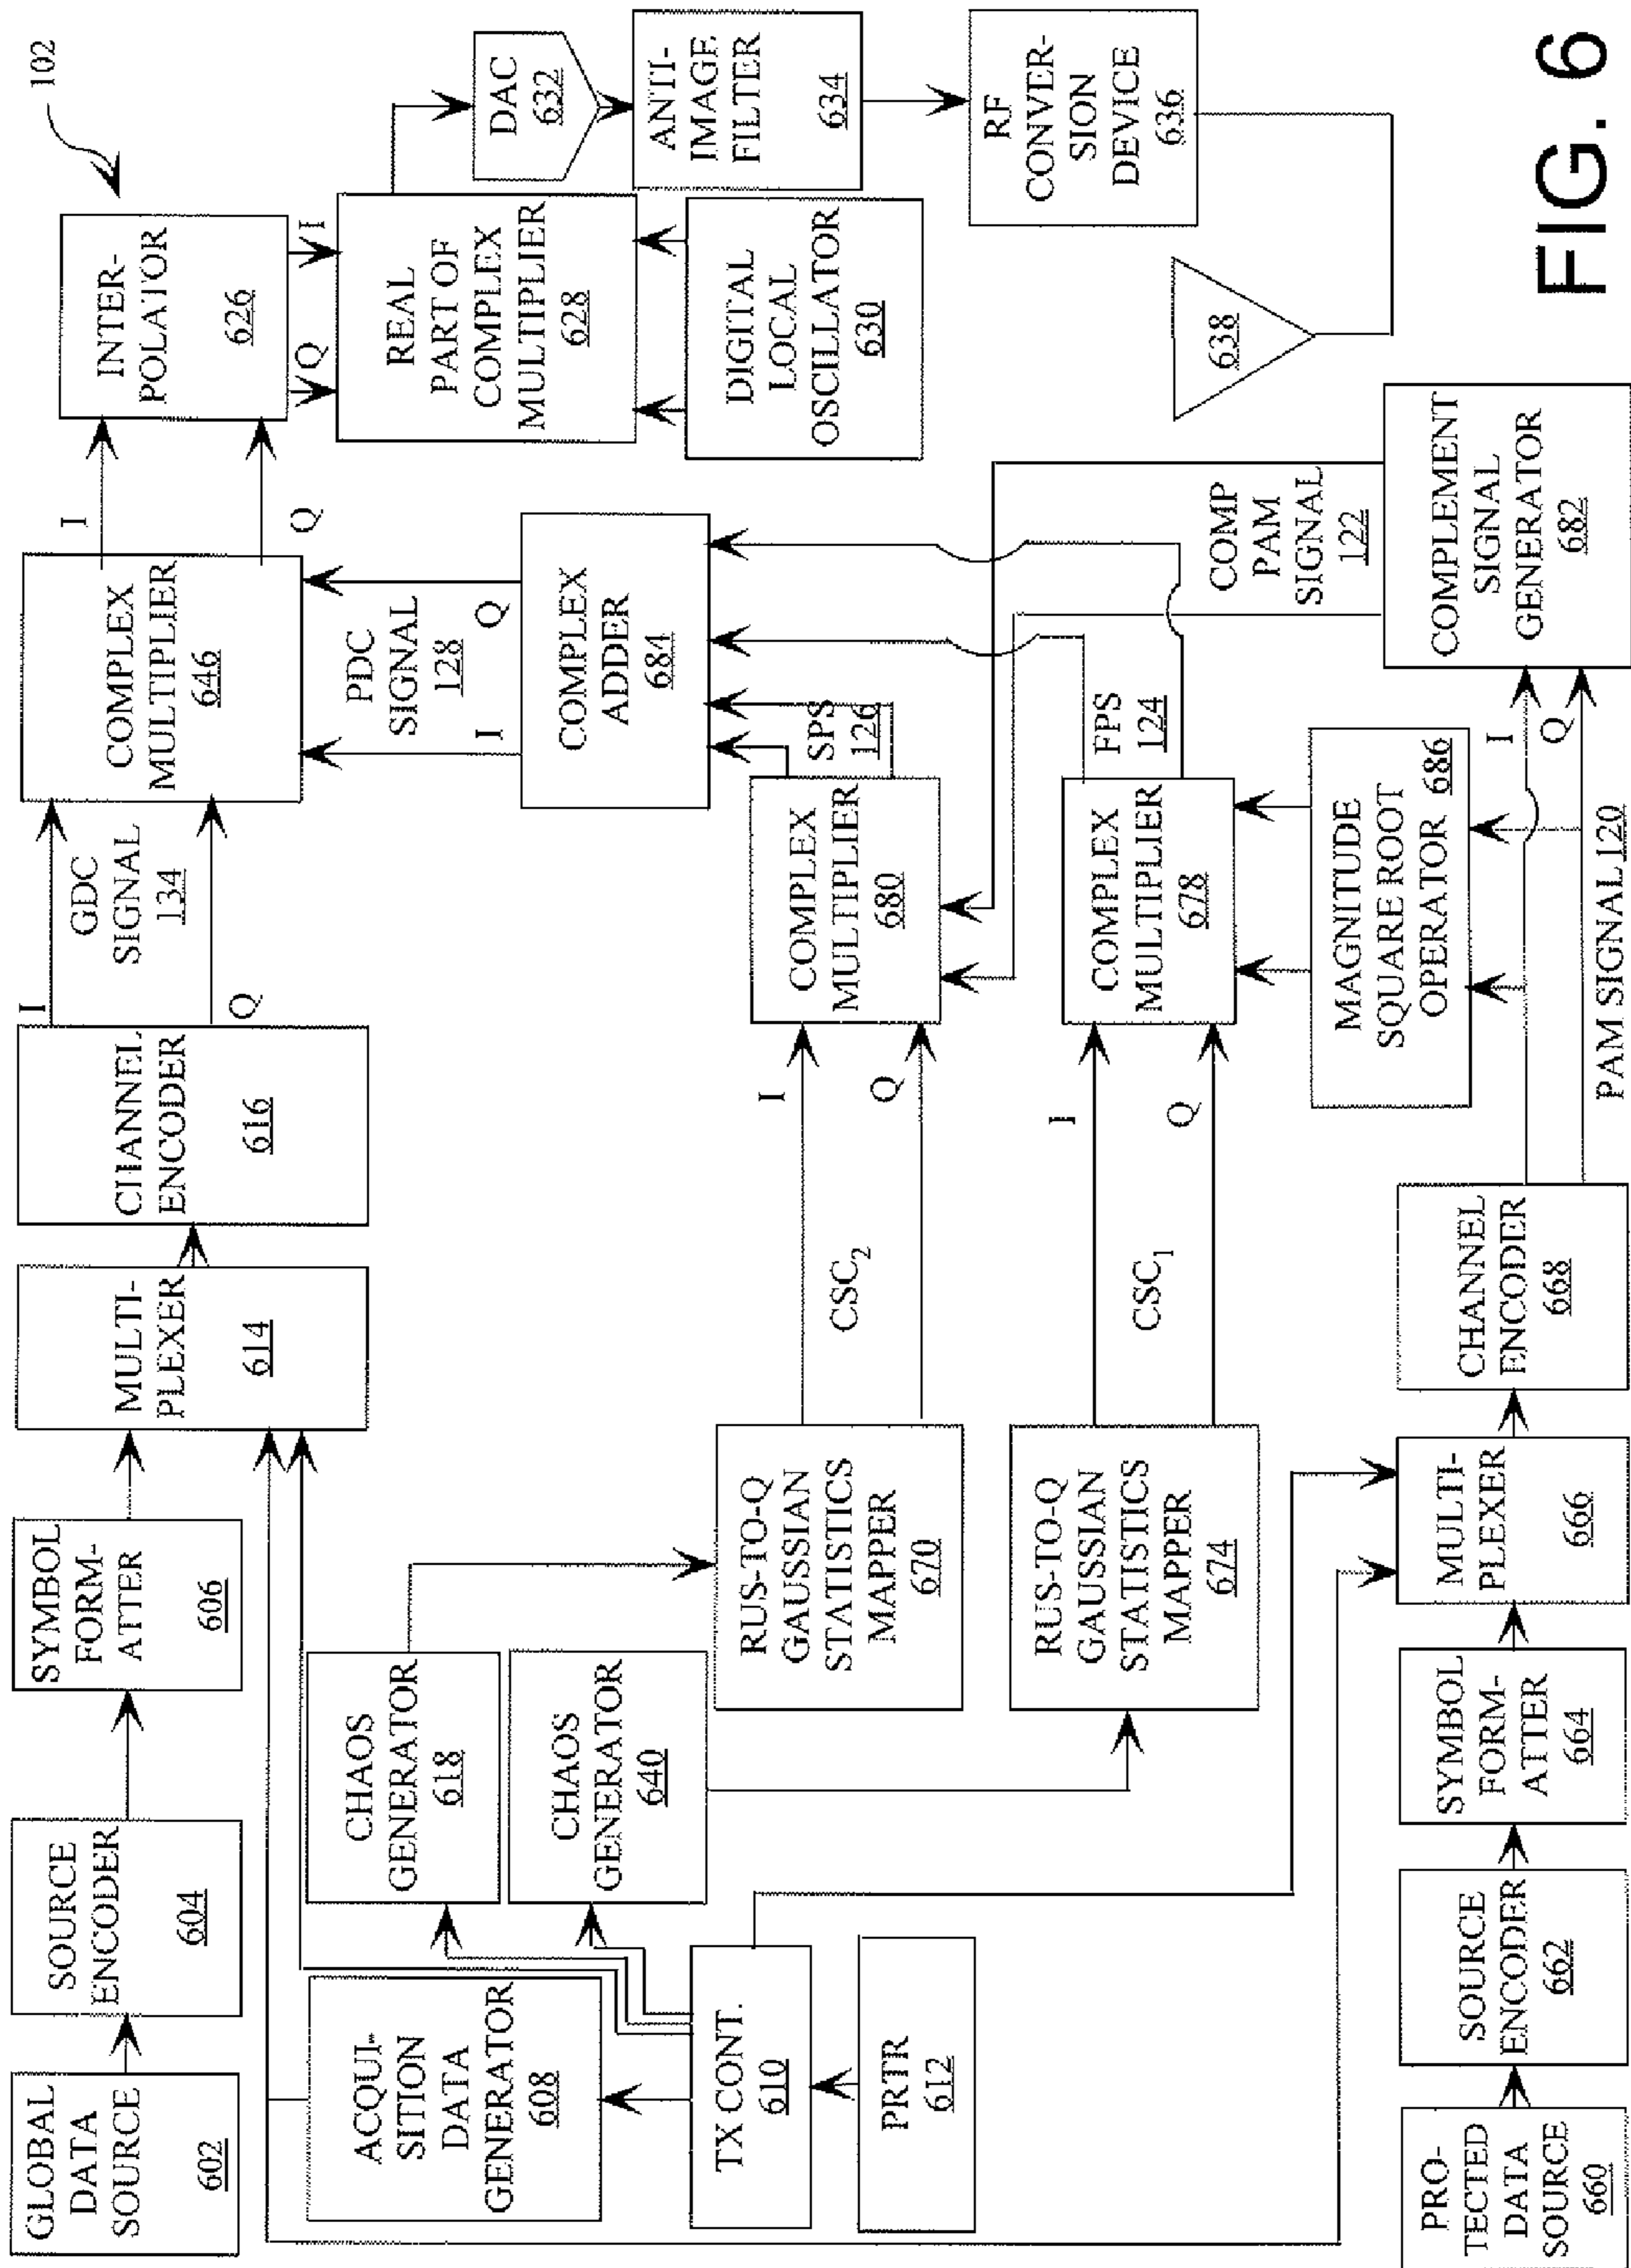 102
GLOBAL
DATA
SOURCE
602
SOURCE
ENCODER
604
SYMBOL
FORM-
ATTER
606
MULTI-
PLEXER
614
CHANNEL
ENCODER
616
I
Q
GDC
SIGNAL
134
COMPLEX
MULTIPLIER
646
I
Q
INTER-
POLATOR
626
Q
I
REAL
PART OF
COMPLEX
MULTIPLIER
628
DAC
632
ANTI-
IMAGE
FILTER
634
DIGITAL
LOCAL
OSCILLATOR
630
RF
CONVER-
SION
DEVICE
636
638
ACQUI-
SITION
DATA
GENERATOR
608
CHAOS
GENERATOR
618
CHAOS
GENERATOR
640
TX CONT.
610
PRTR
612
RUS-TO-Q
GAUSSIAN
STATISTICS
MAPPER
670
CSC2
I
Q
RUS-TO-Q
GAUSSIAN
STATISTICS
MAPPER
674
CSC1
I
Q
COMPLEX
MULTIPLIER
680
SPS
126
COMPLEX
MULTIPLIER
678
FPS
124
COMPLEX
ADDER
684
PDC
SIGNAL
128
I
Q
MAGNITUDE
SQUARE ROOT
OPERATOR 686
COMP
PAM
SIGNAL
122
PRO-
TECTED
DATA
SOURCE
660
SOURCE
ENCODER
662
SYMBOL
FORM-
ATTER
664
MULTI-
PLEXER
666
CHANNEL
ENCODER
668
PAM SIGNAL 120
I
Q
COMPLEMENT
SIGNAL
GENERATOR
682
FIG. 6